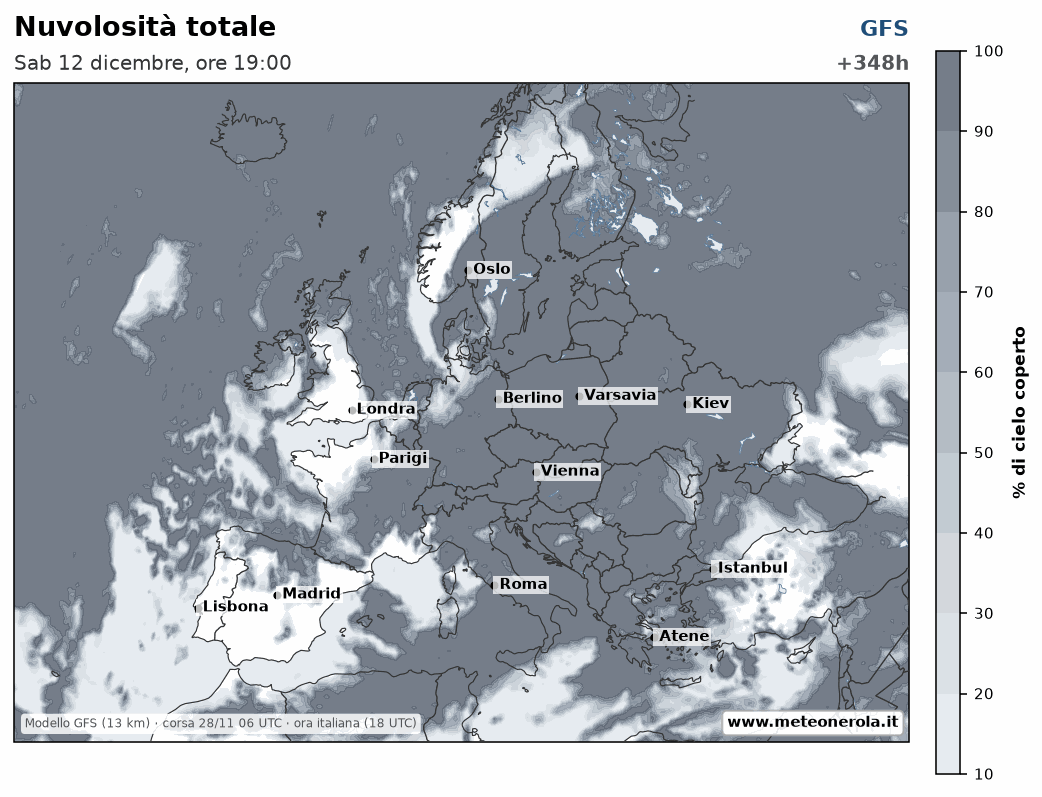 Nuvolosità totale
GFS
Sab 12 dicembre, ore 19:00
+348h
100
90
80
70
60
50
40
30
20
10
% di cielo coperto
Oslo
Londra
Berlino
Varsavia
Kiev
Parigi
Vienna
Istanbul
Roma
Madrid
Lisbona
Atene
Modello GFS (13 km) · corsa 28/11 06 UTC · ora italiana (18 UTC)
www.meteonerola.it